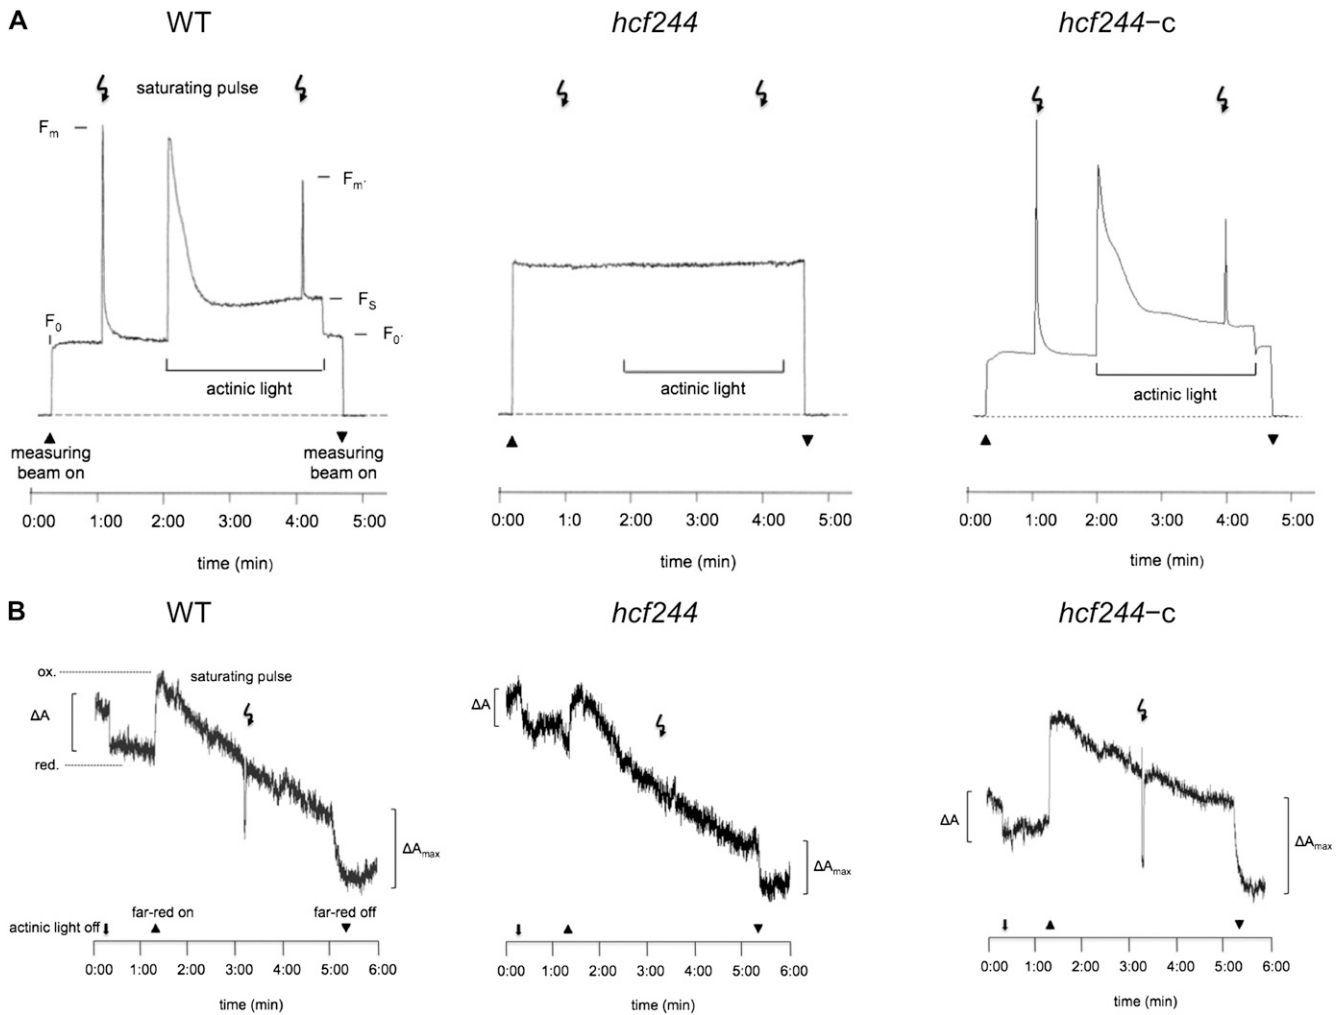 A
WT
hcf244
hcf244–c
saturating pulse
Fm
Fm´
FS
F0
F0´
actinic light
actinic light
actinic light
measuring
beam on
measuring
beam on
0:00 1:00 2:00 3:00 4:00 5:00
0:00 1:0 2:00 3:00 4:00 5:00
0:00 1:00 2:00 3:00 4:00 5:00
time (min)
time (min)
time (min)
B
WT
hcf244
hcf244–c
ox.
saturating pulse
ΔA
red.
ΔAmax
ΔA
ΔAmax
ΔA
ΔAmax
far-red on
far-red off
actinic light off
0:00 1:00 2:00 3:00 4:00 5:00 6:00
0:00 1:00 2:00 3:00 4:00 5:00 6:00
0:00 1:00 2:00 3:00 4:00 5:00 6:00
time (min)
time (min)
time (min)